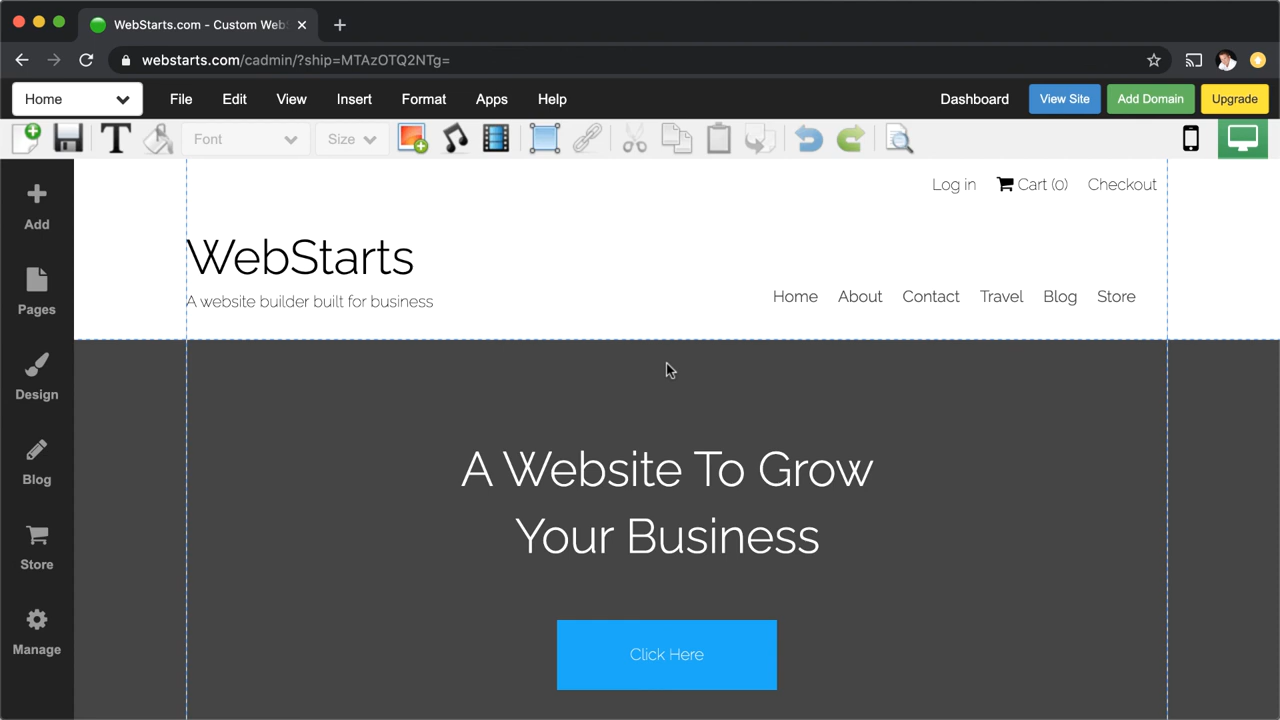 WebStarts.com - Custom Web
webstarts.com/cadmin/?ship=MTAzOTQ2NTg=
Home File Edit View Insert Format Apps Help Dashboard View Site Add Domain Upgrade
T Font Size
Log in Cart (0) Checkout
Add
WebStarts
A website builder built for business
Home About Contact Travel Blog Store
Pages
Design
A Website To Grow
Your Business
Blog
Store
Click Here
Manage